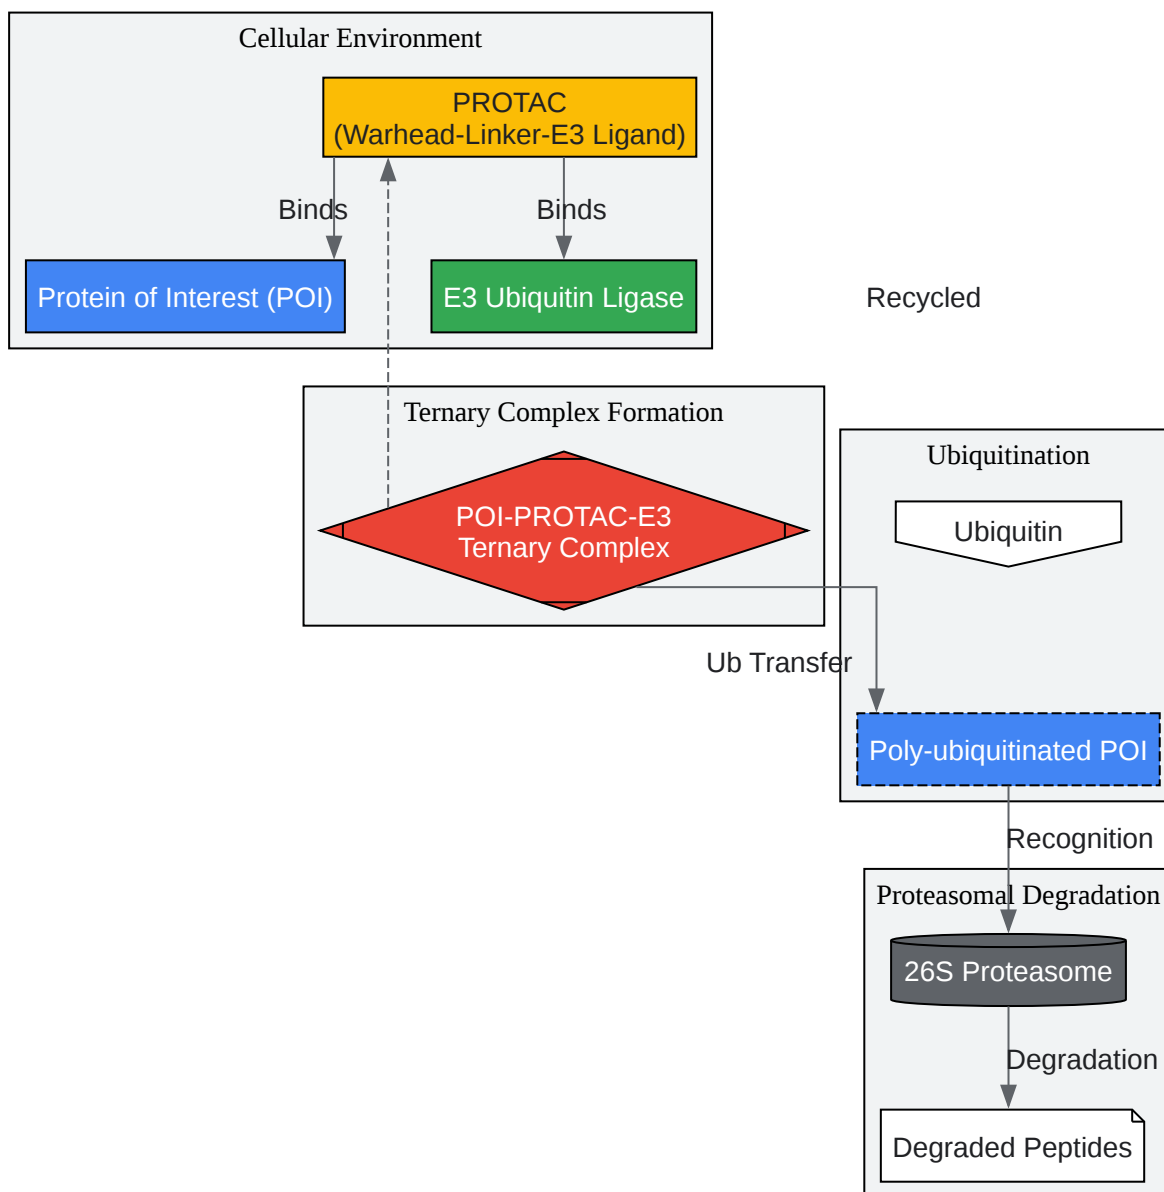 Cellular Environment
PROTAC
(Warhead-Linker-E3 Ligand)
Binds
Binds
Protein of Interest (POI)
E3 Ubiquitin Ligase
Recycled
Ternary Complex Formation
POI-PROTAC-E3
Ternary Complex
Ubiquitination
Ubiquitin
Ub Transfer
Poly-ubiquitinated POI
Recognition
Proteasomal Degradation
26S Proteasome
Degradation
Degraded Peptides